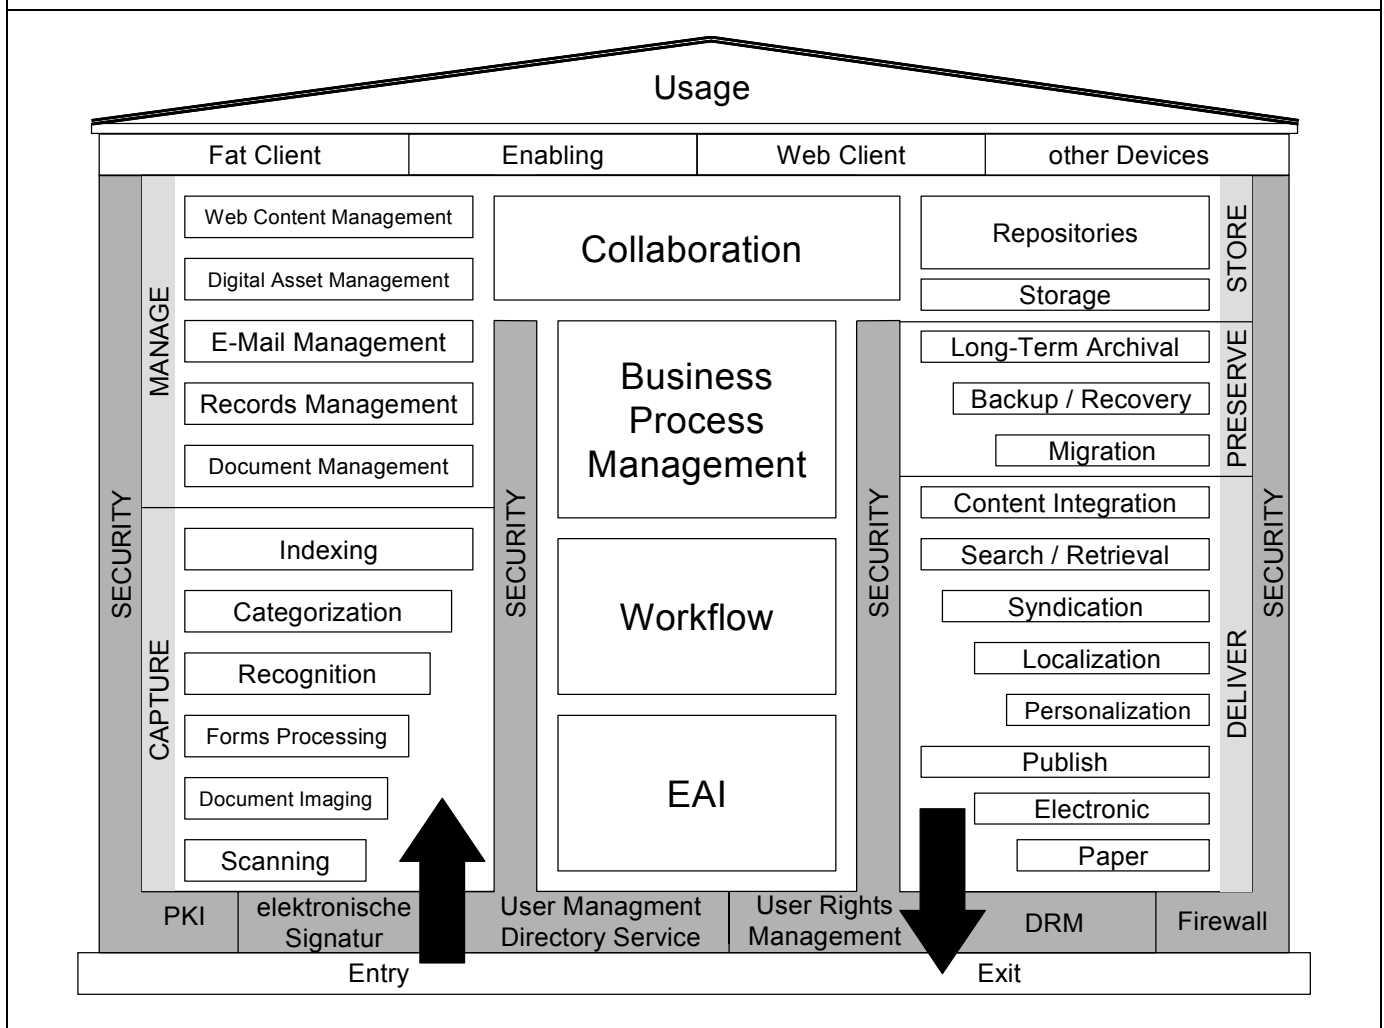 Usage
Fat Client
Enabling
Web Client
other Devices
SECURITY
MANAGE
Web Content Management
Digital Asset Management
E-Mail Management
Records Management
Document Management
CAPTURE
Indexing
Categorization
Recognition
Forms Processing
Document Imaging
Scanning
SECURITY
Collaboration
Business
Process
Management
Workflow
EAI
SECURITY
STORE
Repositories
Storage
PRESERVE
Long-Term Archival
Backup / Recovery
Migration
DELIVER
Content Integration
Search / Retrieval
Syndication
Localization
Personalization
Publish
Electronic
Paper
SECURITY
PKI
elektronische
Signatur
User Managment
Directory Service
User Rights
Management
DRM
Firewall
Entry
Exit